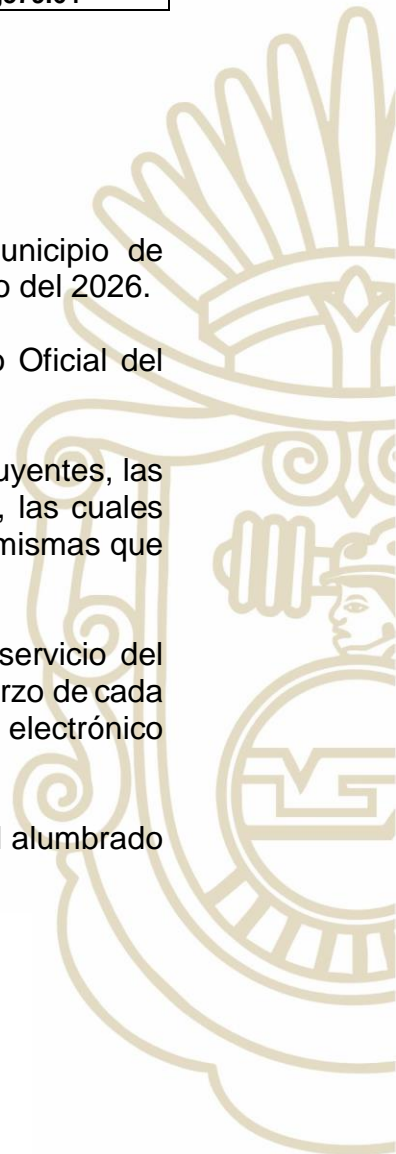 unicipio de
o del 2026.
o Oficial del
uyentes, las
, las cuales
mismas que
servicio del
rzo de cada
electrónico
l alumbrado